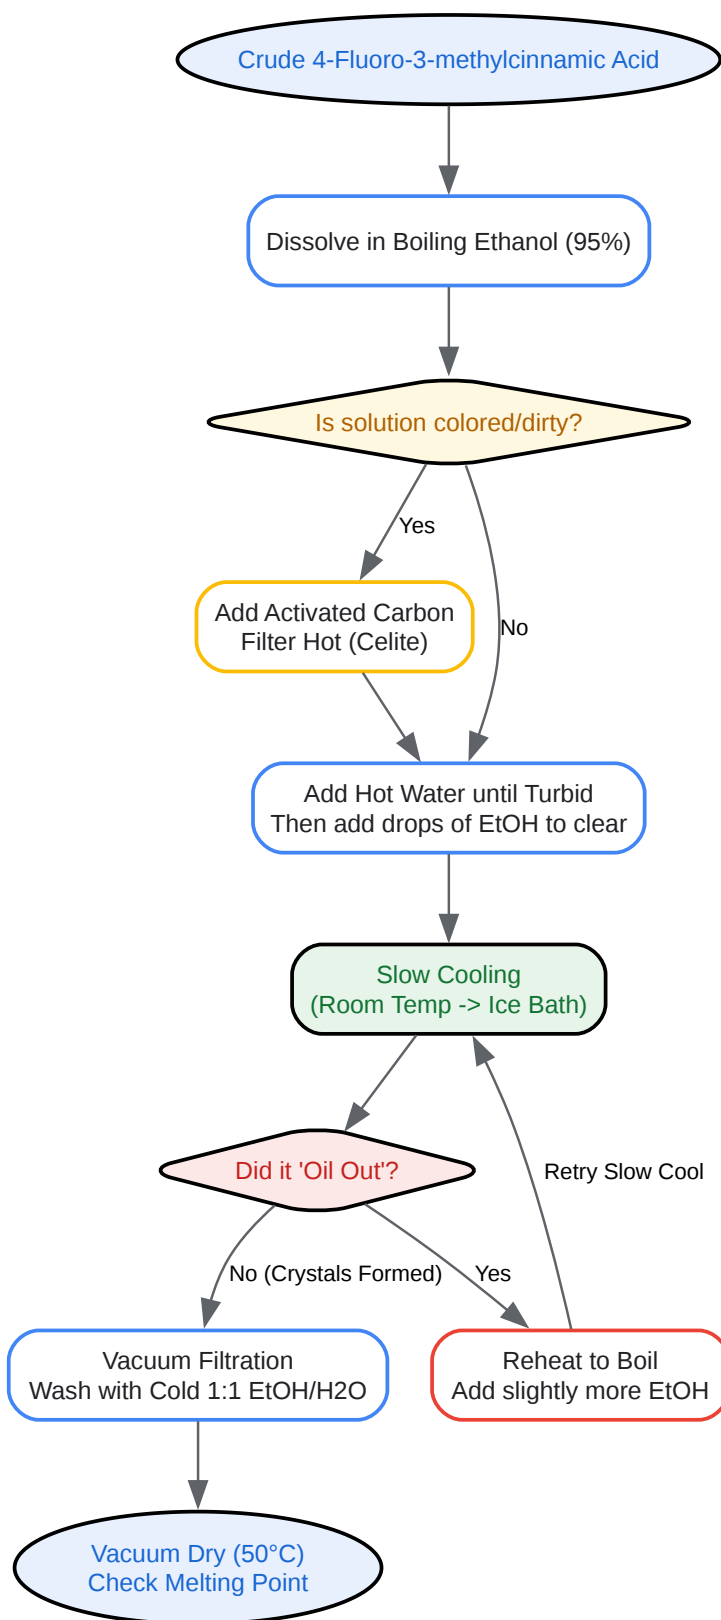 Crude 4-Fluoro-3-methylcinnamic Acid
Dissolve in Boiling Ethanol (95%)
Is solution colored/dirty?
Yes
Add Activated Carbon
Filter Hot (Celite)
No
Add Hot Water until Turbid
Then add drops of EtOH to clear
Slow Cooling
(Room Temp -> Ice Bath)
Did it 'Oil Out'?
Retry Slow Cool
No (Crystals Formed)
Yes
Vacuum Filtration
Wash with Cold 1:1 EtOH/H2O
Reheat to Boil
Add slightly more EtOH
Vacuum Dry (50°C)
Check Melting Point